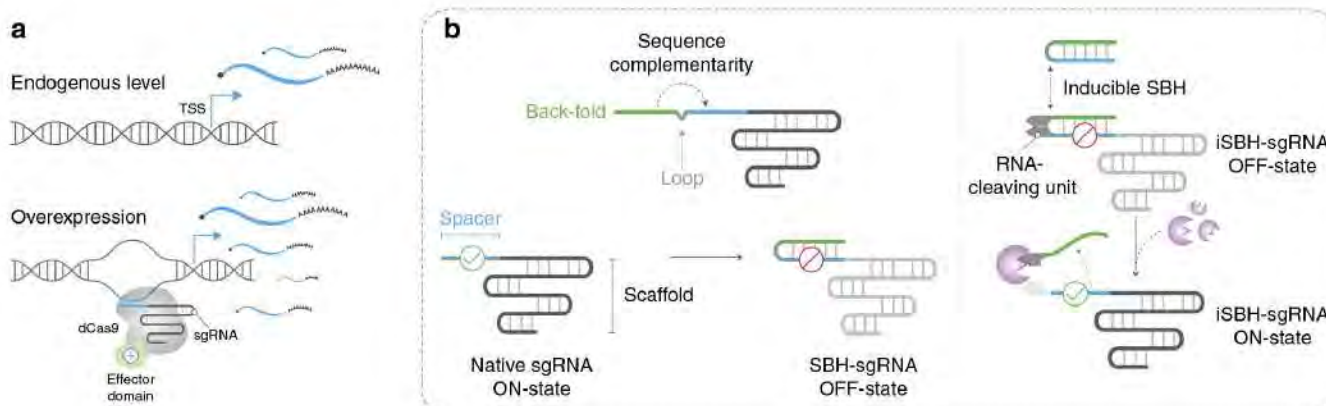 a
Endogenous level
TSS
Overexpression
dCas9
sgRNA
Effector
domain
b
Sequence
complementarity
Back-fold
Loop
Spacer
Scaffold
Native sgRNA
ON-state
SBH-sgRNA
OFF-state
Inducible SBH
RNA-
cleaving unit
iSBH-sgRNA
OFF-state
iSBH-sgRNA
ON-state